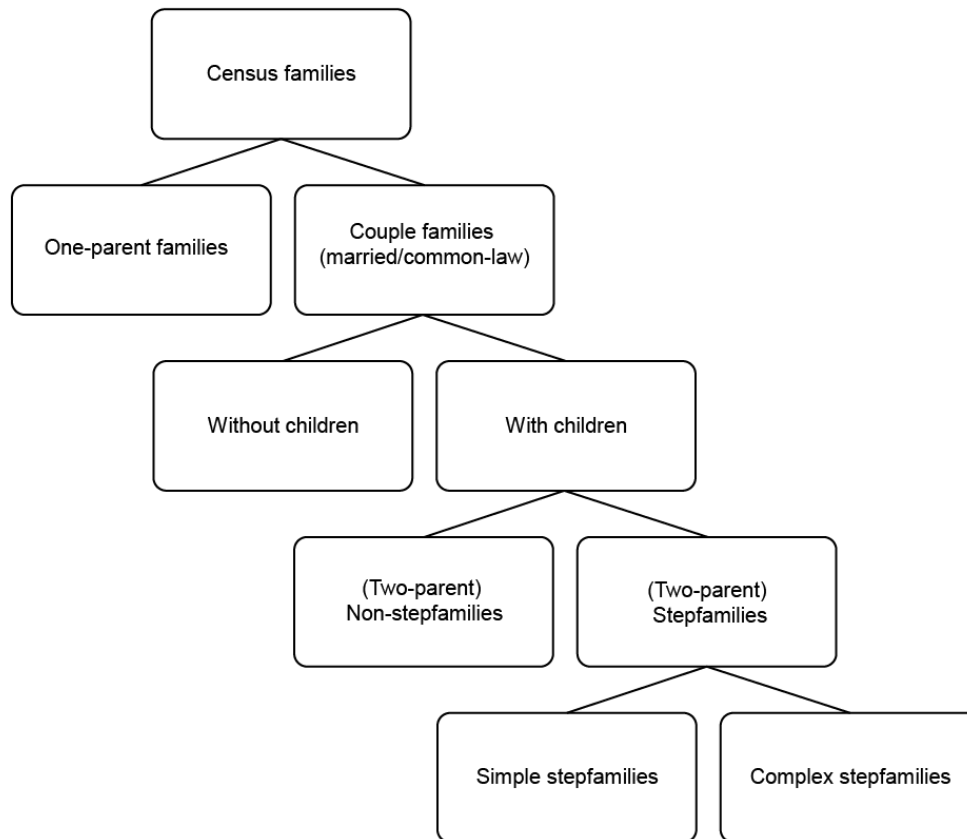 Census families
One-parent families
Couple families
(married/common-law)
Without children
With children
(Two-parent)
Non-stepfamilies
(Two-parent)
Stepfamilies
Simple stepfamilies
Complex stepfamilies